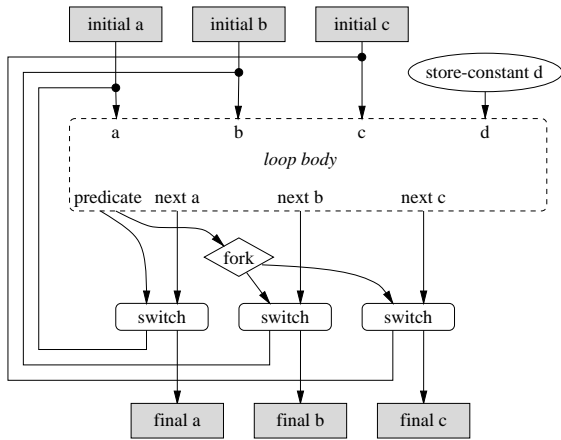 initial a initial b initial c
store-constant d
a b c d
loop body
predicate next a next b next c
fork
switch switch switch
final a final b final c